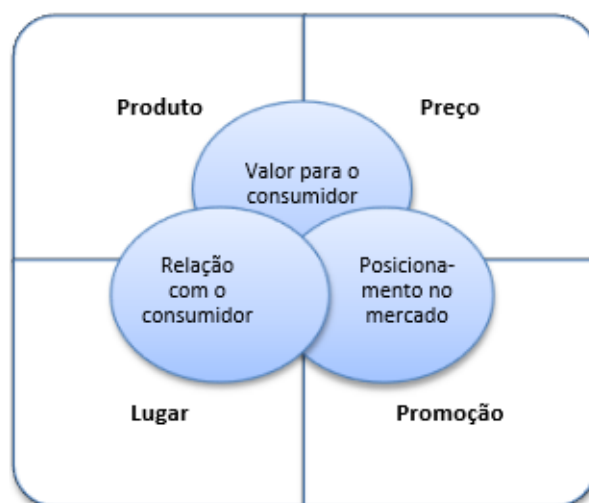 Produto
Preço
Valor para o
consumidor
Relação
com o
consumidor
Posiciona-
mento no
mercado
Lugar
Promoção